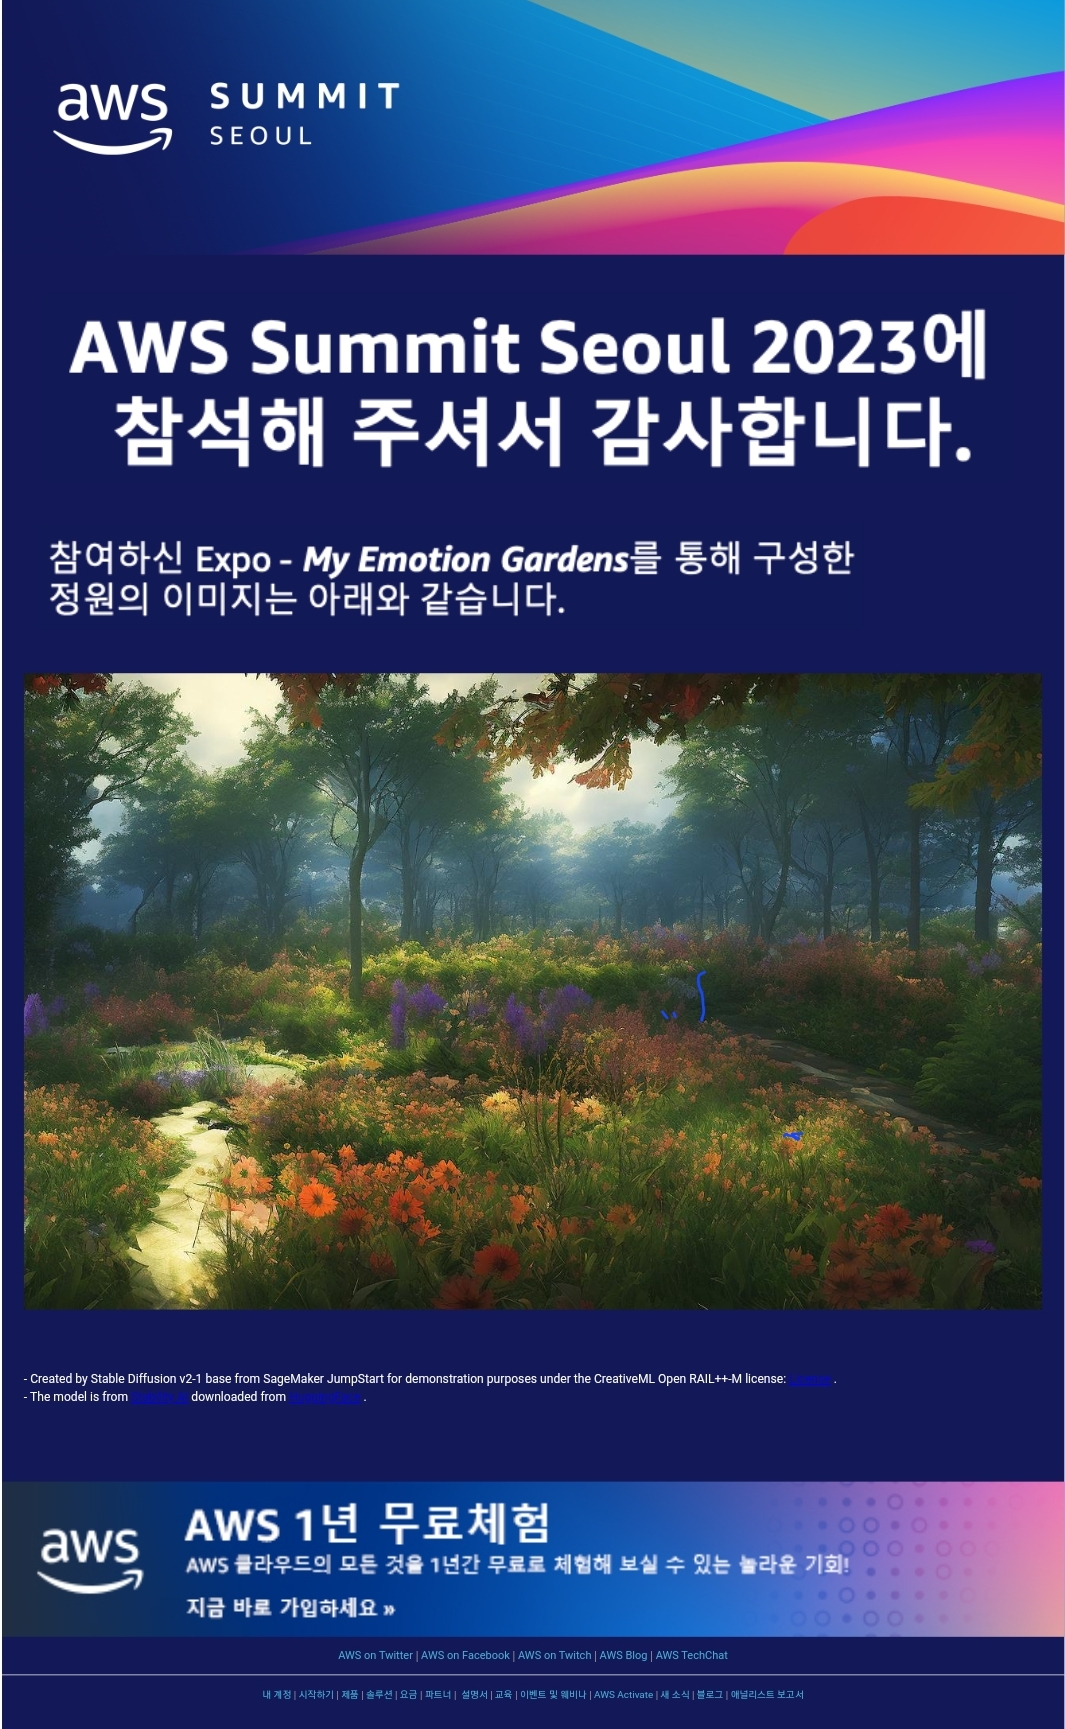 aws
SUMMIT
SEOUL
AWS Summit Seoul 2023에
참석해 주셔서 감사합니다.
참여하신 Expo - My Emotion Gardens를 통해 구성한
정원의 이미지는 아래와 같습니다.
- Created by Stable Diffusion v2-1 base from SageMaker JumpStart for demonstration purposes under the CreativeML Open RAIL++-M license: .
- The model is from downloaded from .
aws
AWS 1년 무료체험
AWS 클라우드의 모든 것을 1년간 무료로 체험해 보실 수 있는 놀라운 기회!
지금 바로 가입하세요 »
AWS on Twitter | AWS on Facebook | AWS on Twitch | AWS Blog | AWS TechChat
내 계정 | 시작하기 | 제품 | 솔루션 | 요금 | 파트너 | 설명서 | 교육 | 이벤트 및 웨비나 | AWS Activate | 새 소식 | 블로그 | 애널리스트 보고서